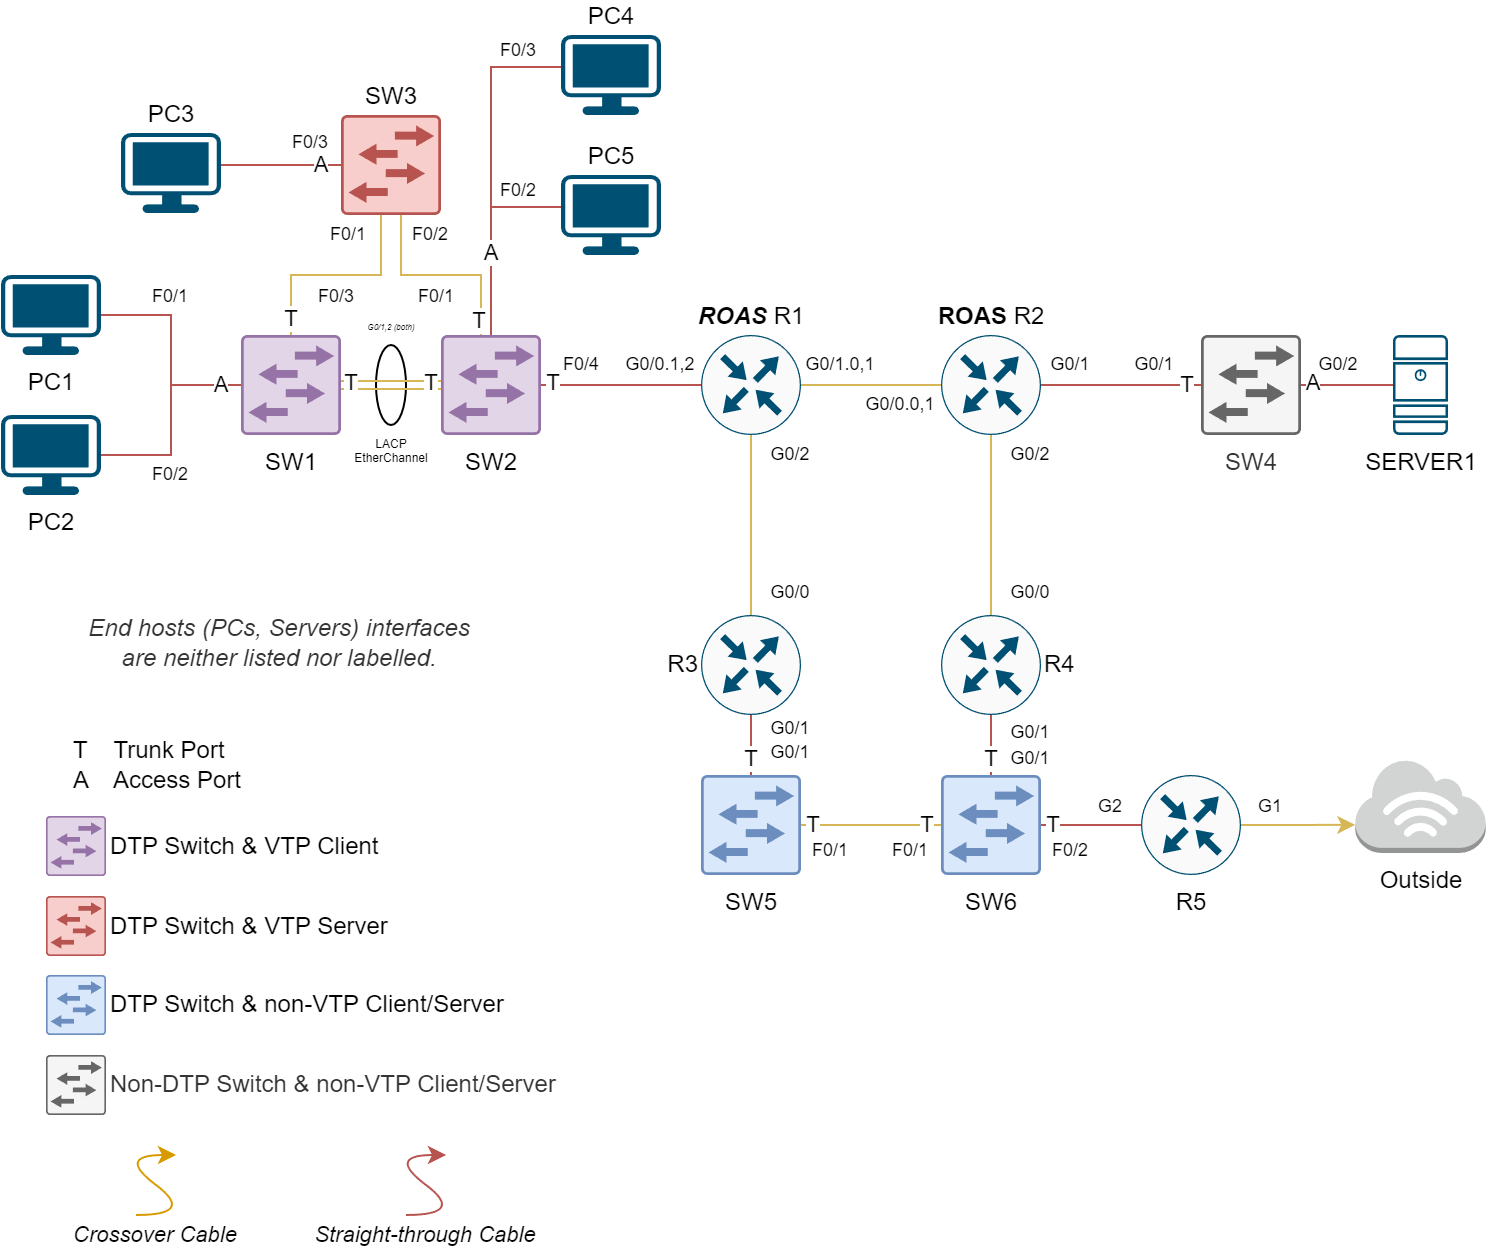 PC4
F0/3
SW3
PC3
F0/3
A
PC5
F0/2
F0/1
F0/2
A
F0/1
F0/3
F0/1
T
T
G0/1,2 (both)
ROAS R1
ROAS R2
F0/4
G0/0.1,2
G0/1.0,1
G0/1
G0/1
G0/2
PC1
A
T
T
T
T
A
G0/0.0,1
LACP
EtherChannel
SW1
SW2
G0/2
G0/2
SW4
SERVER1
F0/2
PC2
G0/0
G0/0
End hosts (PCs, Servers) interfaces
are neither listed nor labelled.
R3
R4
G0/1
G0/1
T
G0/1
T
G0/1
T Trunk Port
A Access Port
G2
G1
T
T
T
F0/1
F0/1
F0/2
DTP Switch & VTP Client
SW5
SW6
R5
Outside
DTP Switch & VTP Server
DTP Switch & non-VTP Client/Server
Non-DTP Switch & non-VTP Client/Server
Crossover Cable
Straight-through Cable